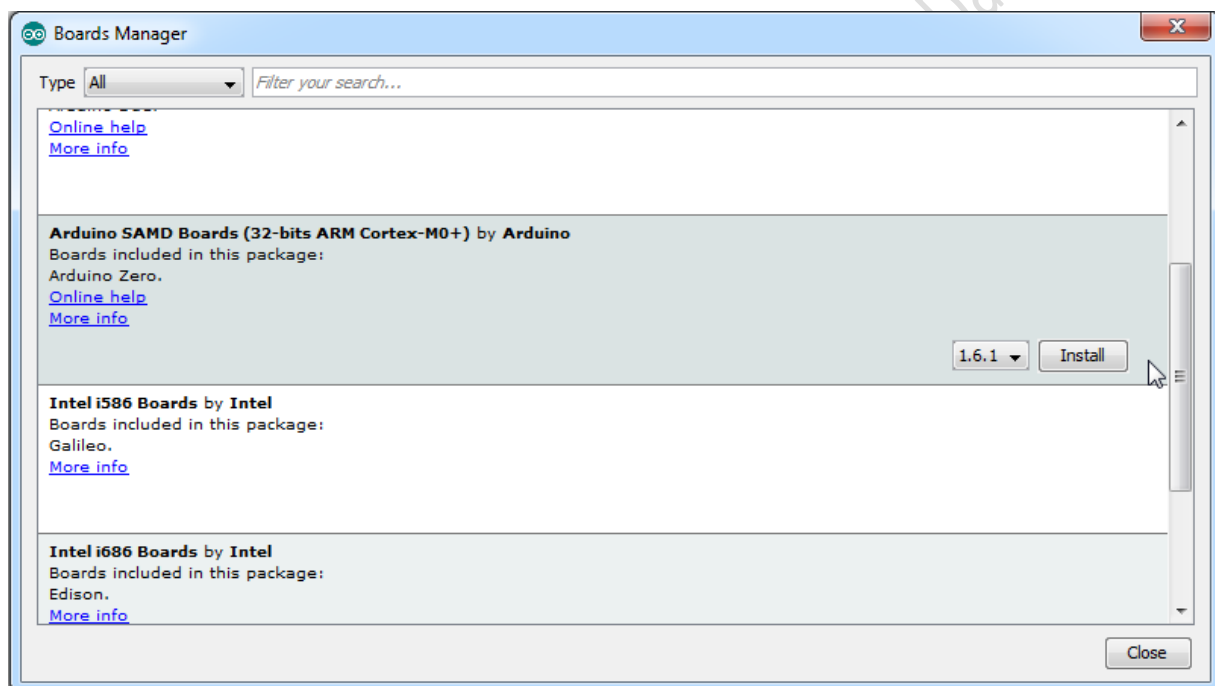 Boards Manager
Type All Filter your search...
Online help
More info
Arduino SAMD Boards (32-bits ARM Cortex-M0+) by Arduino
Boards included in this package:
Arduino Zero.
Online help
More info
1.6.1 Install
Intel i586 Boards by Intel
Boards included in this package:
Galileo.
More info
Intel i686 Boards by Intel
Boards included in this package:
Edison.
More info
Close